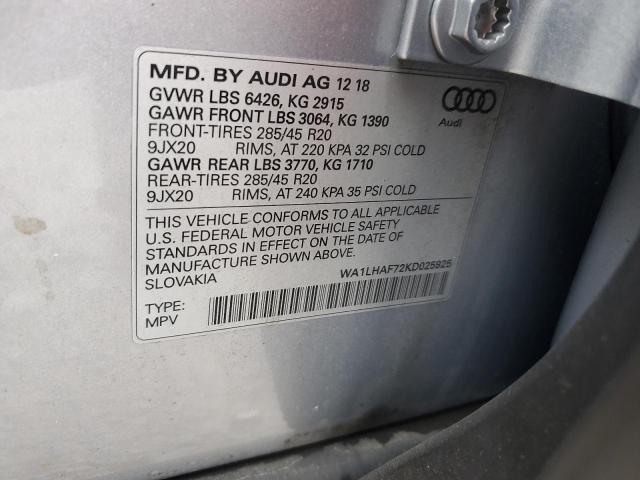 MFD. BY AUDI AG 12 18
GVWR LBS 6426, KG 2915
GAWR FRONT LBS 3064, KG 1390
FRONT-TIRES 285/45 R20
9JX20 RIMS, AT 220 KPA 32 PSI COLD
GAWR REAR LBS 3770, KG 1710
REAR-TIRES 285/45 R20
9JX20 RIMS, AT 240 KPA 35 PSI COLD
Audi
THIS VEHICLE CONFORMS TO ALL APPLICABLE
U.S. FEDERAL MOTOR VEHICLE SAFETY
STANDARDS IN EFFECT ON THE DATE OF
MANUFACTURE SHOWN ABOVE.
SLOVAKIA
WA1LHAF72KD025925
TYPE:
MPV